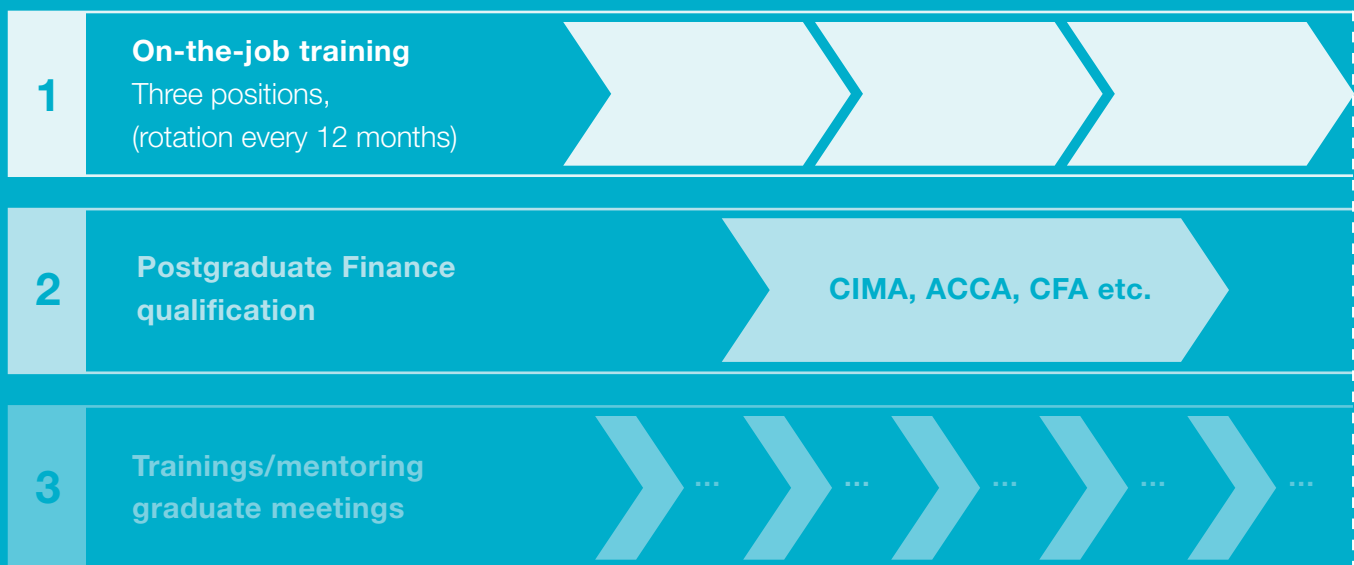 1
On-the-job training
Three positions,
(rotation every 12 months)
2
Postgraduate Finance
qualification
CIMA, ACCA, CFA etc.
3
Trainings/mentoring
graduate meetings
... ... ... ... ...